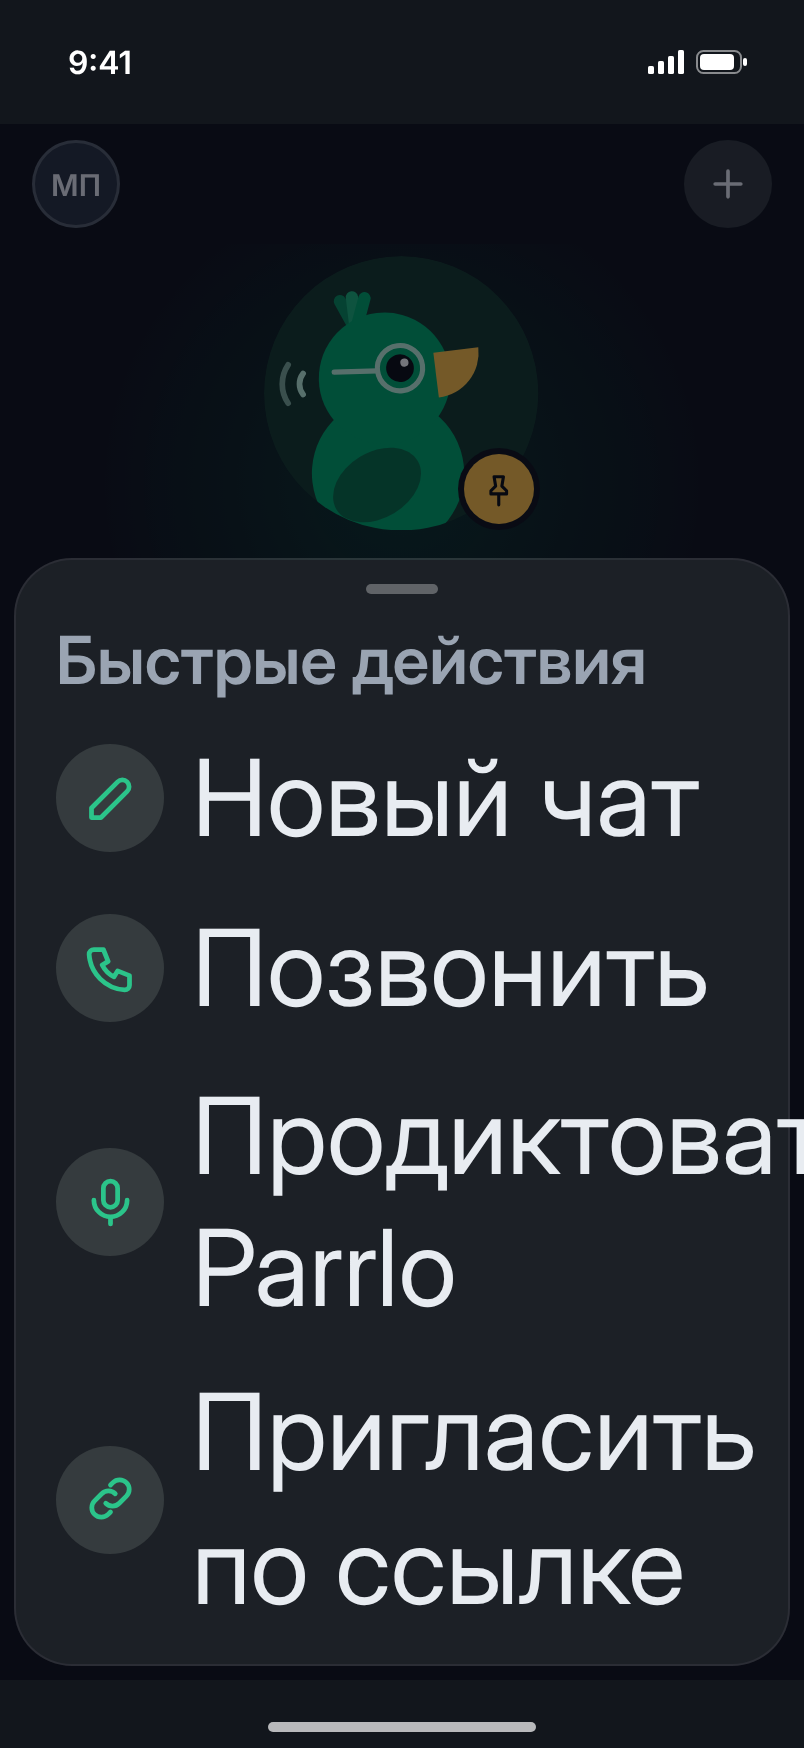 9:41
МП
Быстрые действия
Новый чат
Позвонить
Продиктоват
Parrlo
Пригласить
по ссылке